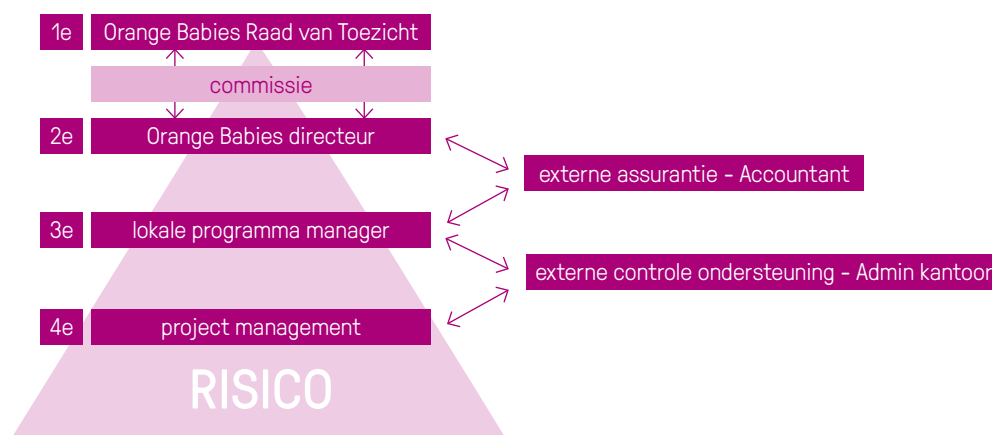 1e Orange Babies Raad van Toezicht
commissie
2e Orange Babies directeur
externe assurantie - Accountant
3e lokale programma manager
externe controle ondersteuning - Admin kantoor
4e project management
RISICO